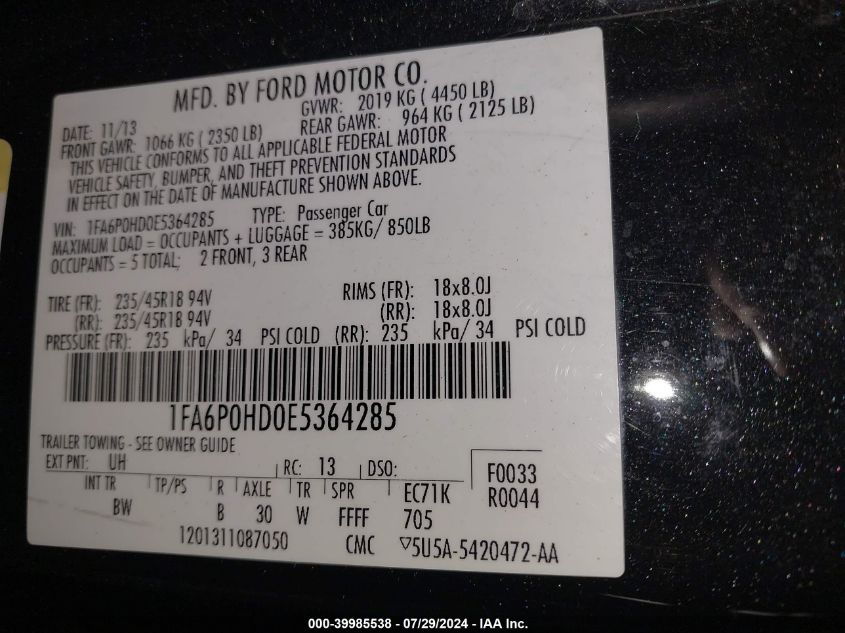 MFD. BY FORD MOTOR CO.
DATE: 11/13 GVWR: 2019 KG ( 4450 LB)
FRONT GAWR: 1066 KG ( 2350 LB) REAR GAWR: 964 KG ( 2125 LB)
THIS VEHICLE CONFORMS TO ALL APPLICABLE FEDERAL MOTOR
VEHICLE SAFETY, BUMPER, AND THEFT PREVENTION STANDARDS
IN EFFECT ON THE DATE OF MANUFACTURE SHOWN ABOVE.
VIN: 1FA6P0HD0E5364285 TYPE: Passenger Car
MAXIMUM LOAD = OCCUPANTS + LUGGAGE = 385KG/ 850LB
OCCUPANTS = 5 TOTAL; 2 FRONT, 3 REAR
TIRE (FR): 235/45R18 94V RIMS (FR): 18x8.0J
(RR): 235/45R18 94V (RR): 18x8.0J
PRESSURE (FR): 235 kPa/ 34 PSI COLD (RR): 235 kPa/ 34 PSI COLD
1FA6P0HD0E5364285
TRAILER TOWING - SEE OWNER GUIDE
EXT PNT: UH RC: 13 DSO: F0033
INT TR TP/PS R AXLE TR SPR EC71K R0044
BW B 30 W FFFF 705
1201311087050 CMC ▽5U5A-5420472-AA
000-39985538 - 07/29/2024 - IAA Inc.